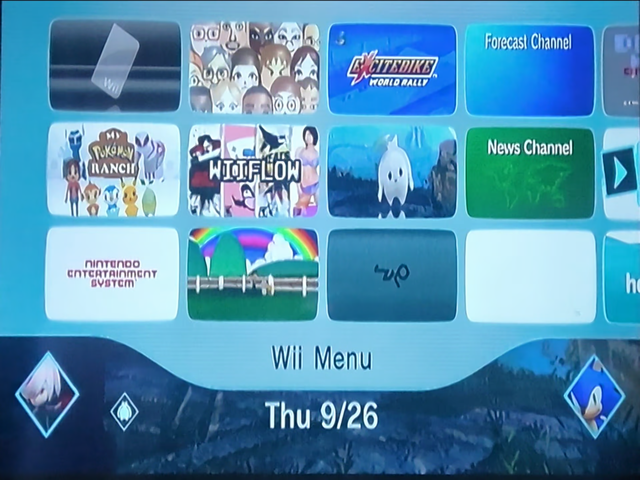 Wii
EXCITEBIKE
WORLD RALLY
Forecast Channel
MY
Pokémon
RANCH
WIIFLOW
News Channel
NINTENDO
ENTERTAINMENT
SYSTEM
Wii Menu
Thu 9/26